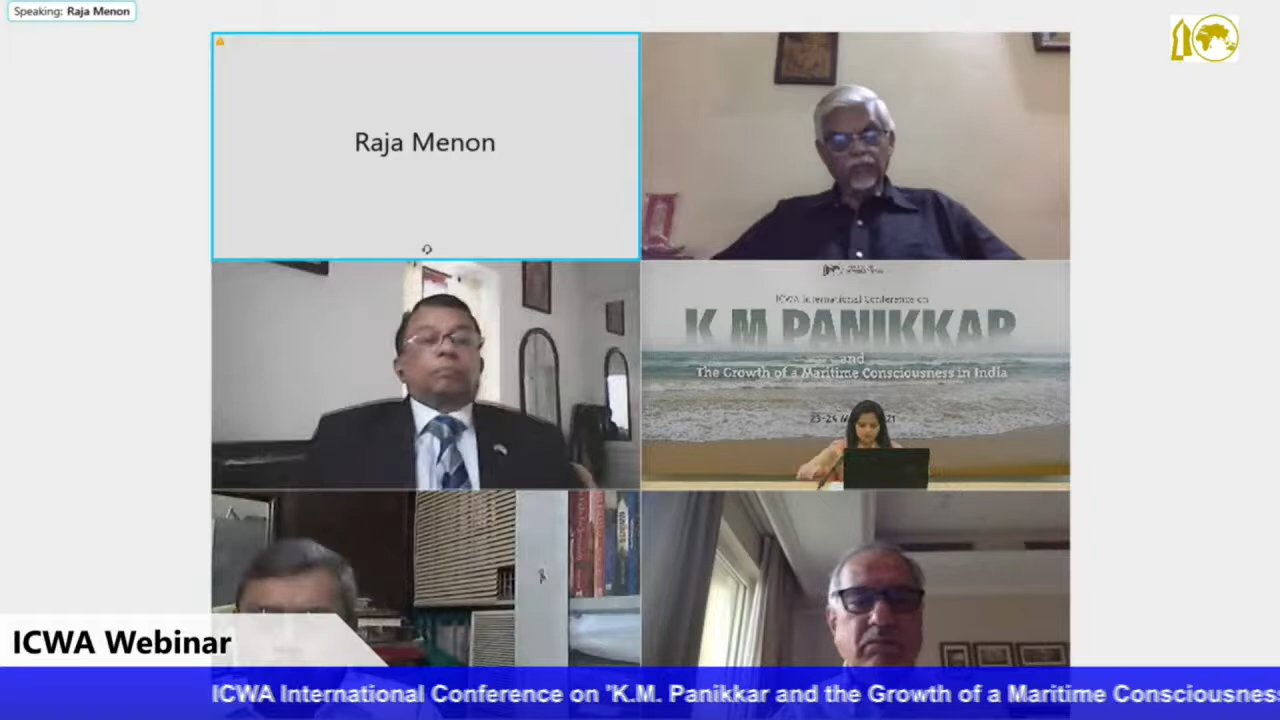 Speaking: Raja Menon
Raja Menon
ICWA International Conference on
K M PANIKKAR
and
The Growth of a Maritime Consciousness in India
ICWA Webinar
ICWA International Conference on "K.M. Panikkar and the Growth of a Maritime Consciousness